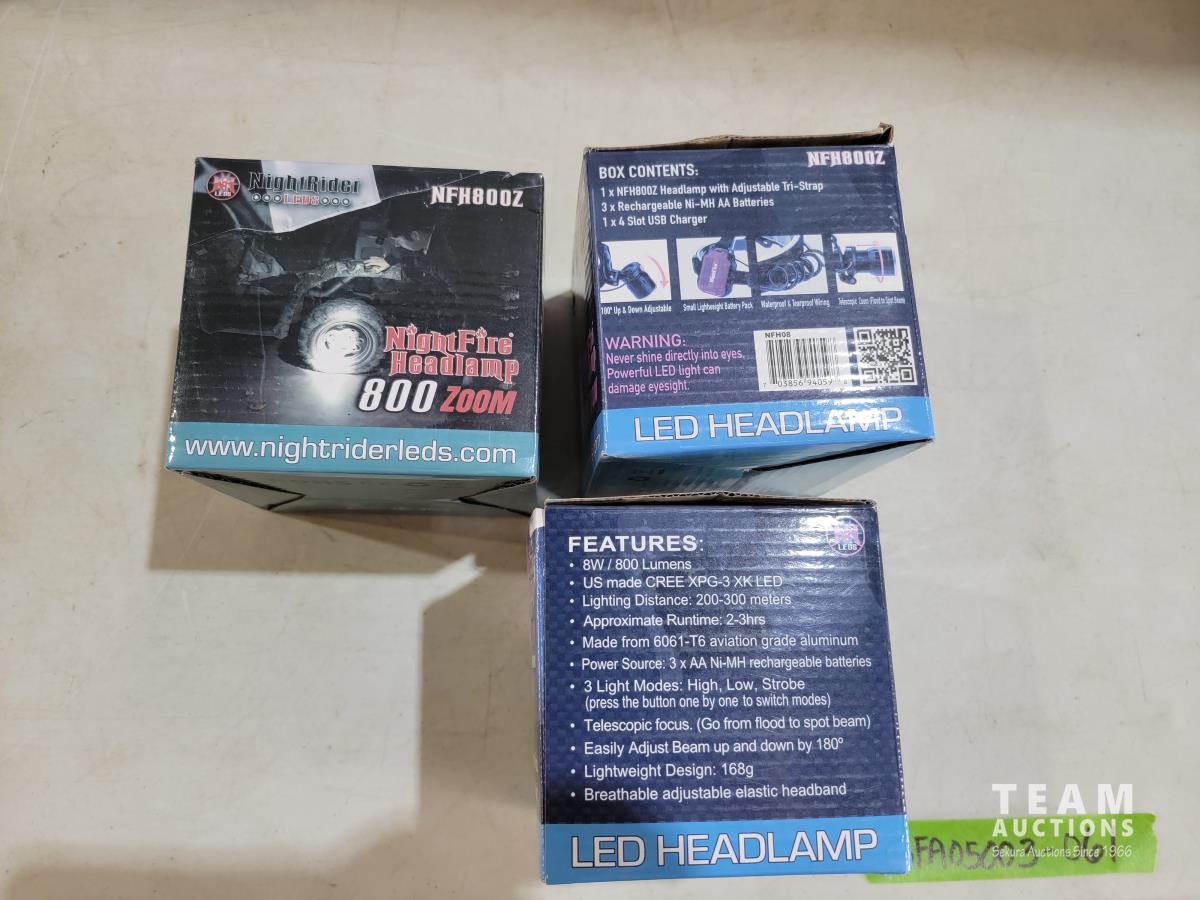 LEDS
NightRider
LEDS
NFH800Z
NightFire®
Headlamp
800 ZOOM
www.nightriderleds.com
NFH800Z
BOX CONTENTS:
1 x NFH800Z Headlamp with Adjustable Tri-Strap
3 x Rechargeable Ni-MH AA Batteries
1 x 4 Slot USB Charger
180º Up & Down Adjustable
Small Lightweight Battery Pack
Waterproof & Tearproof Wiring
Telescopic Zoom (Flood to Spot Beam)
WARNING:
Never shine directly into eyes,
Powerful LED light can
damage eyesight.
NFH08
7 03856 94059
LED HEADLAMP
LEDS
FEATURES:
• 8W / 800 Lumens
• US made CREE XPG-3 XK LED
• Lighting Distance: 200-300 meters
• Approximate Runtime: 2-3hrs
• Made from 6061-T6 aviation grade aluminum
• Power Source: 3 x AA Ni-MH rechargeable batteries
• 3 Light Modes: High, Low, Strobe
(press the button one by one to switch modes)
• Telescopic focus. (Go from flood to spot beam)
• Easily Adjust Beam up and down by 180º
• Lightweight Design: 168g
• Breathable adjustable elastic headband
LED HEADLAMP
TEAM
AUCTIONS
Sekura Auctions Since 1966